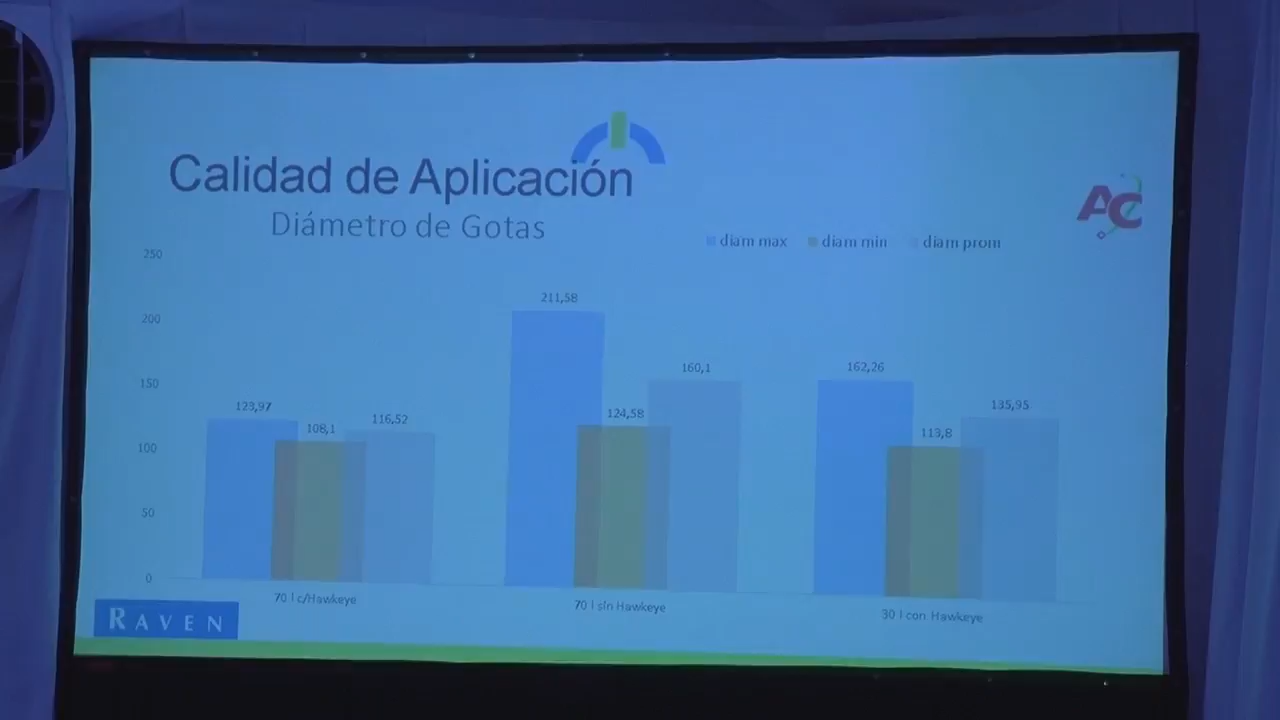 Calidad de Aplicación
Diámetro de Gotas
diam max diam min diam prom
AC
250
200
150
100
50
0
123,97
108,1
116,52
211,58
124,58
160,1
162,26
113,8
135,95
70 l c/Hawkeye
70 l sin Hawkeye
30 l con Hawkeye
RAVEN